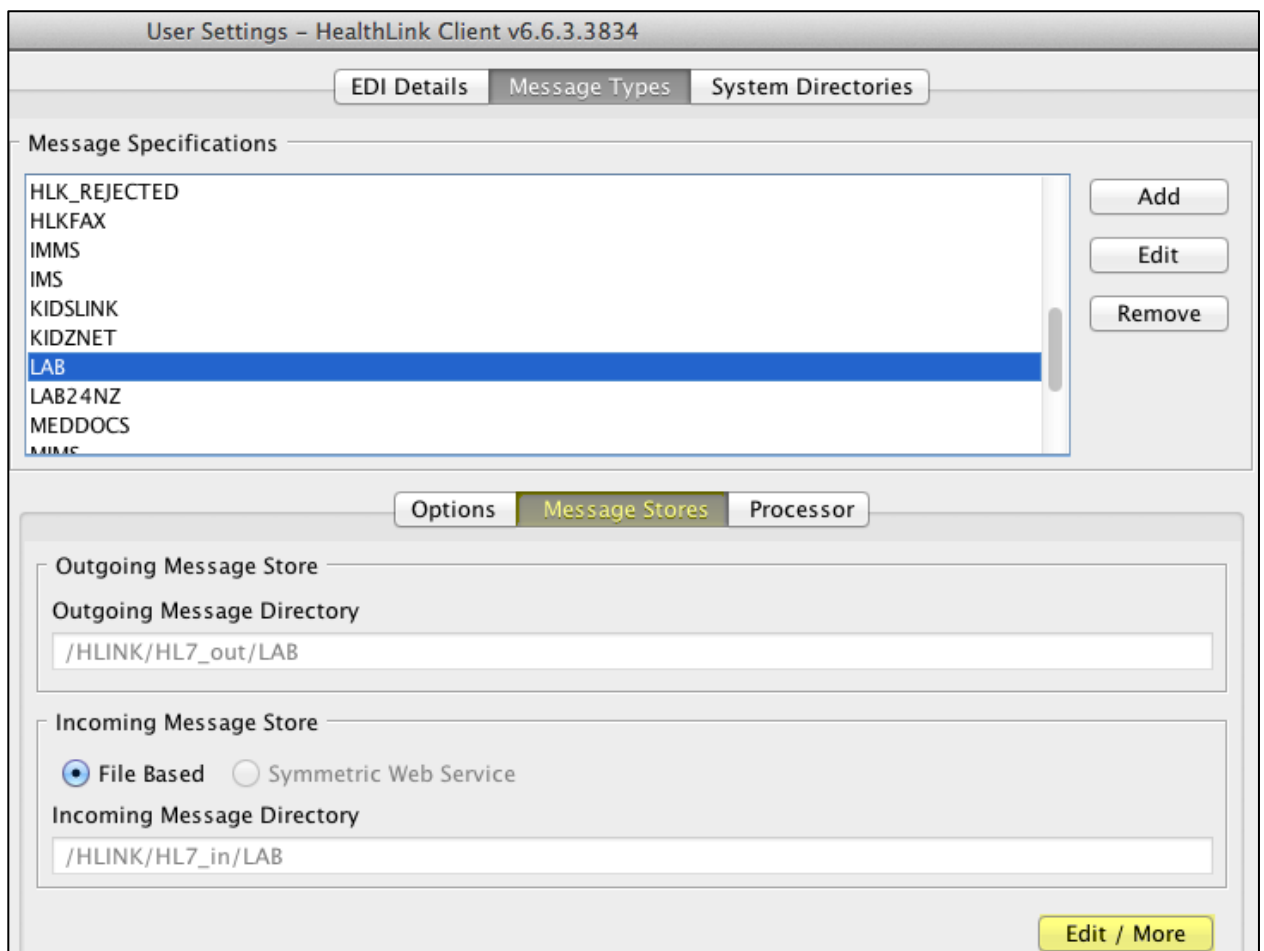 User Settings – HealthLink Client v6.6.3.3834
EDI Details Message Types System Directories
Message Specifications
HLK_REJECTED
HLKFAX
IMMS
IMS
KIDSLINK
KIDZNET
LAB
LAB24NZ
MEDDOCS
MIMS
Add
Edit
Remove
Options Message Stores Processor
Outgoing Message Store
Outgoing Message Directory
/HLINK/HL7_out/LAB
Incoming Message Store
File Based Symmetric Web Service
Incoming Message Directory
/HLINK/HL7_in/LAB
Edit / More